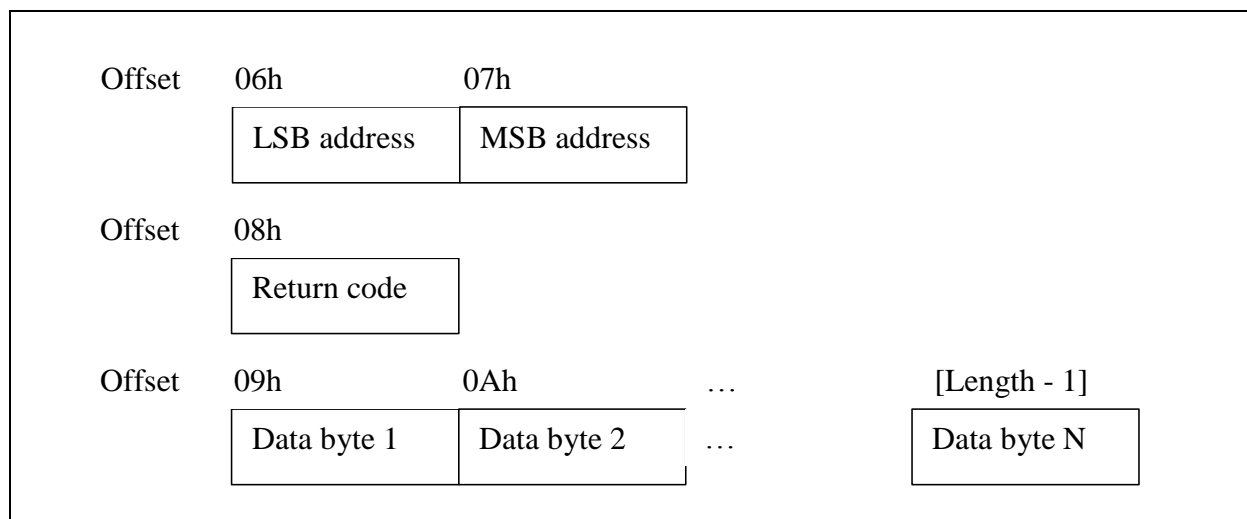 Offset 06h 07h
LSB address MSB address
Offset 08h
Return code
Offset 09h 0Ah … [Length - 1]
Data byte 1 Data byte 2 … Data byte N